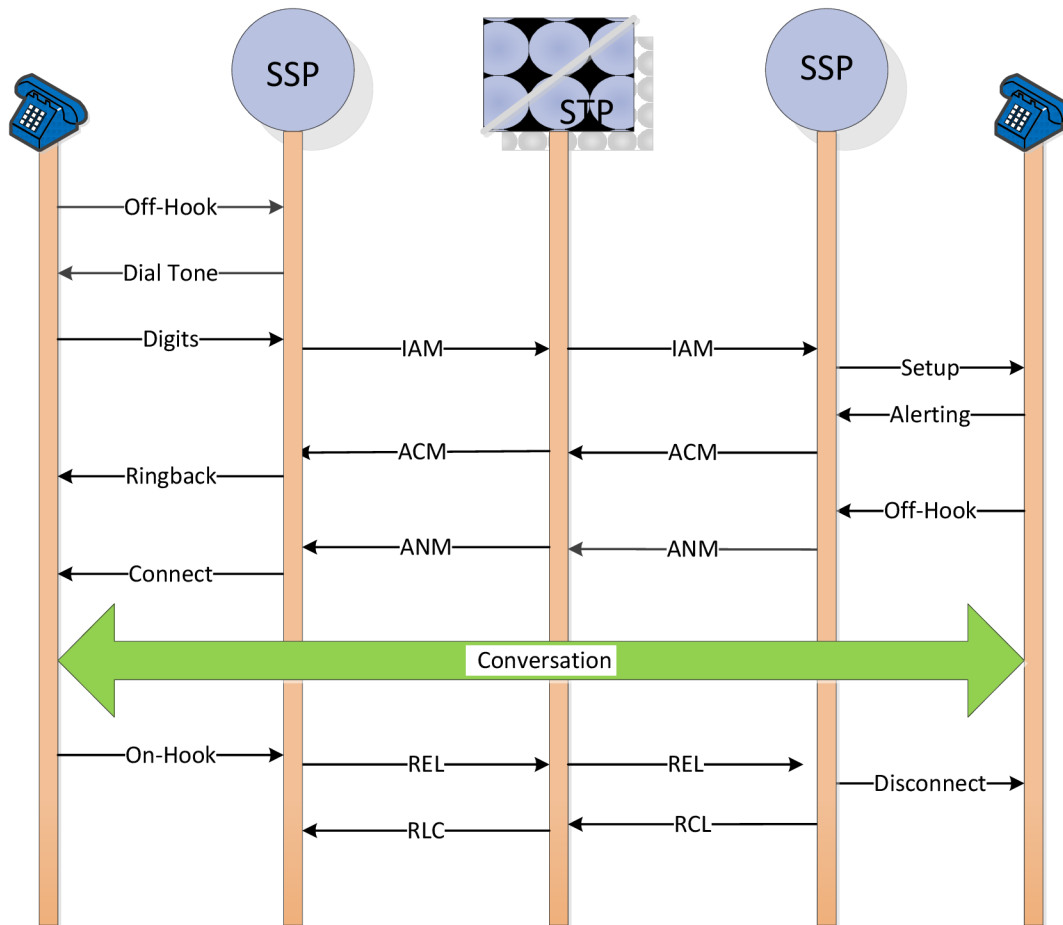 SSP
STP
SSP
Off-Hook
Dial Tone
Digits
IAM
IAM
Setup
Alerting
ACM
ACM
Ringback
Off-Hook
ANM
ANM
Connect
Conversation
On-Hook
REL
REL
Disconnect
RLC
RCL